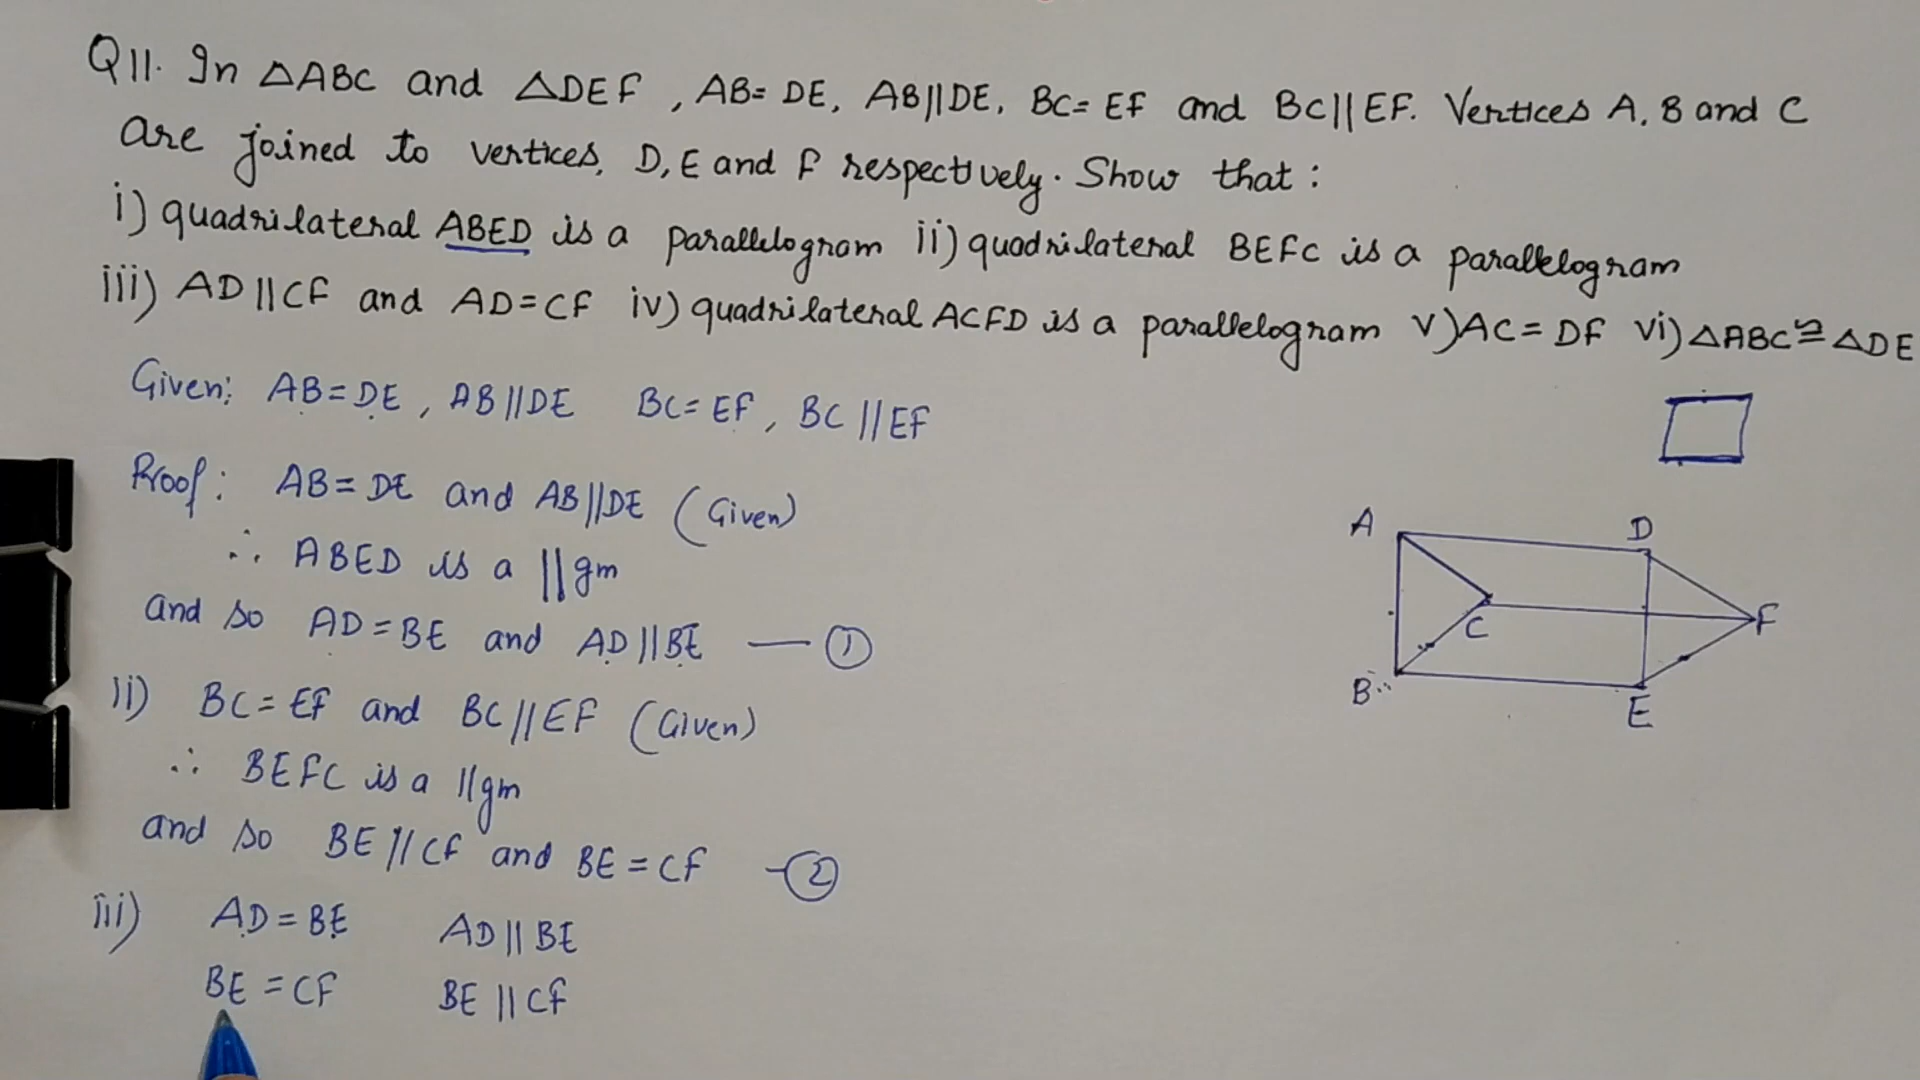 Q11. In △ABC and △DEF, AB= DE, AB||DE, BC= EF and BC||EF. Vertices A, B and C
are joined to vertices, D, E and F respectively. Show that :
i) quadrilateral ABED is a parallelogram ii) quadrilateral BEFC is a parallelogram
iii) AD||CF and AD=CF iv) quadrilateral ACFD is a parallelogram v) AC= DF vi) △ABC≅△DE
Given: AB=DE, AB||DE BC=EF, BC||EF
Proof: AB=DE and AB||DE (Given)
∴ ABED is a ||gm
and so AD=BE and AD||BE — ①
ii) BC=EF and BC||EF (Given)
∴ BEFC is a ||gm
and so BE||CF and BE=CF -②
iii) AD=BE AD||BE
BE=CF BE||CF
A D
C F
B E